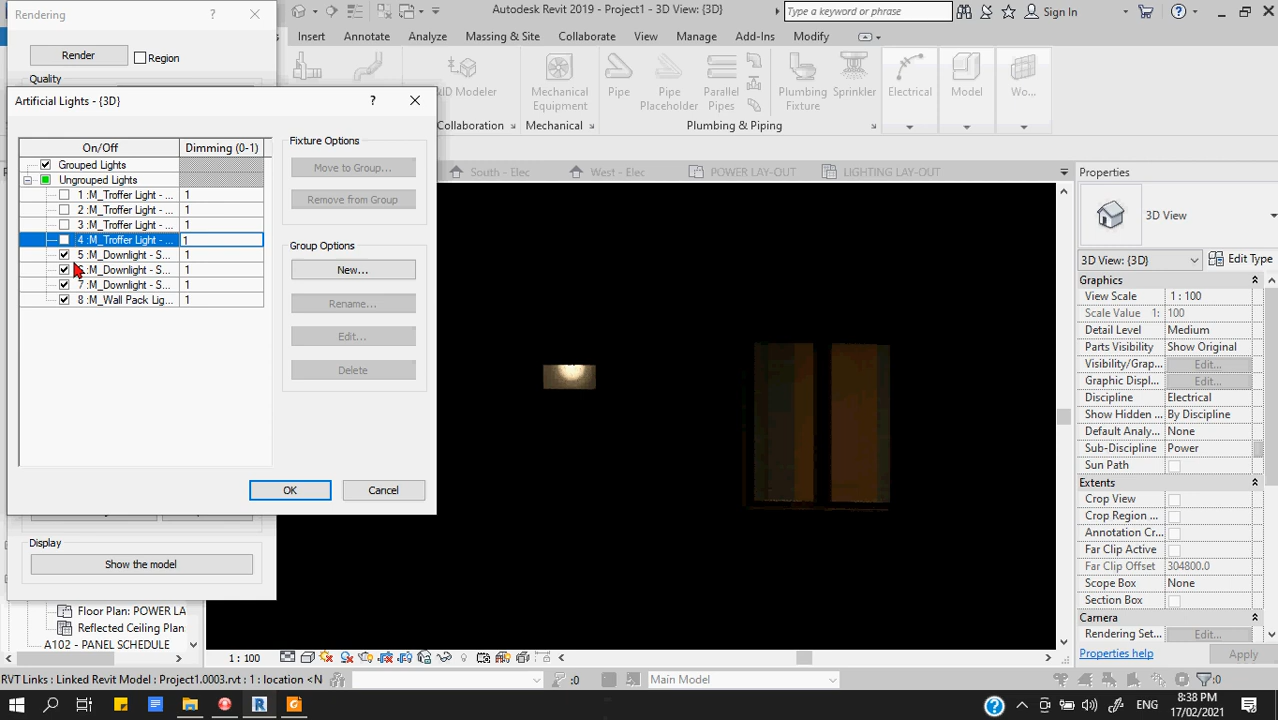 Rendering
?
Autodesk Revit 2019 - Project1 - 3D View: {3D}
Type a keyword or phrase
Sign In
Insert Annotate Analyze Massing & Site Collaborate View Manage Add-Ins Modify
Render
Region
Quality
Artificial Lights - {3D}
?
On/Off
Dimming (0-1)
Grouped Lights
Ungrouped Lights
1 :M_Troffer Light - ... 1
2 :M_Troffer Light - ... 1
3 :M_Troffer Light - ... 1
4 :M_Troffer Light - ... 1
5 :M_Downlight - S... 1
:M_Downlight - S... 1
7 :M_Downlight - S... 1
8 :M_Wall Pack Lig... 1
Fixture Options
Move to Group...
Remove from Group
Group Options
New...
Rename...
Edit...
Delete
OK
Cancel
Display
Show the model
ID Modeler
Mechanical
Equipment
Pipe
Pipe
Placeholder
Parallel
Pipes
Plumbing
Fixture
Sprinkler
Electrical
Model
Wo...
Collaboration
Mechanical
Plumbing & Piping
South - Elec
West - Elec
POWER LAY-OUT
LIGHTING LAY-OUT
Properties
3D View
3D View: {3D}
Edit Type
Graphics
View Scale 1 : 100
Scale Value 1: 100
Detail Level Medium
Parts Visibility Show Original
Visibility/Grap... Edit...
Graphic Displ... Edit...
Discipline Electrical
Show Hidden ... By Discipline
Default Analy... None
Sub-Discipline Power
Sun Path
Extents
Crop View
Crop Region ...
Annotation Cr...
Far Clip Active
Far Clip Offset 304800.0
Scope Box None
Section Box
Camera
Rendering Set... Edit...
Properties help
Apply
Floor Plan: POWER LA
Reflected Ceiling Plan
A102 - PANEL SCHEDULE
1 : 100
RVT Links : Linked Revit Model : Project1.0003.rvt : 1 : location <N
:0
Main Model
:0
ENG
8:38 PM
17/02/2021